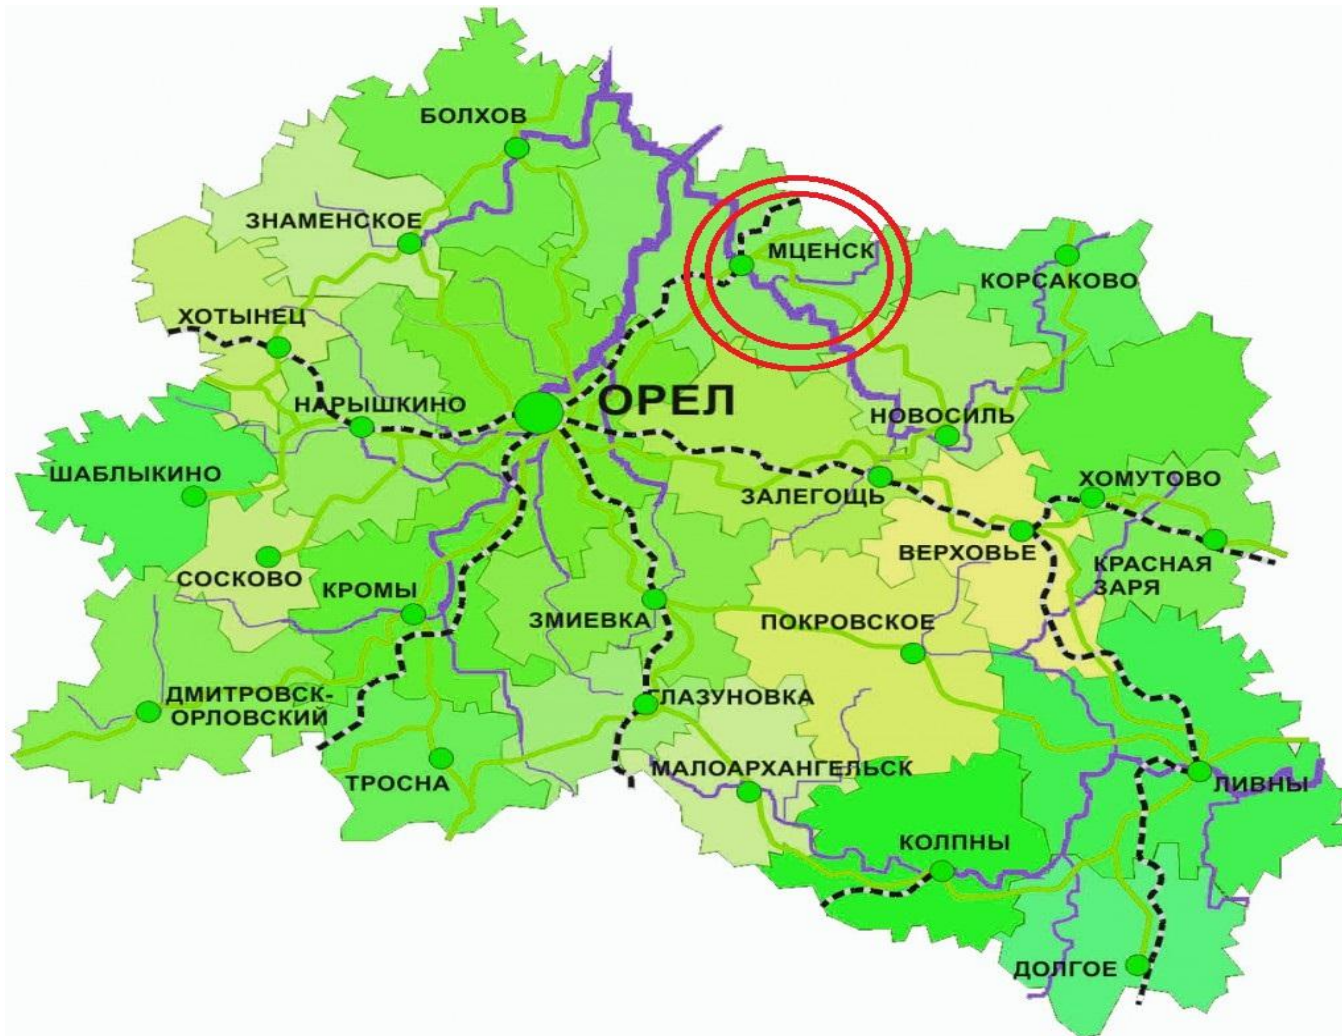 БОЛХОВ
ЗНАМЕНСКОЕ
МЦЕНСК
КОРСАКОВО
ХОТЫНЕЦ
НАРЫШКИНО
ОРЕЛ
НОВОСИЛЬ
ШАБЛЫКИНО
ЗАЛЕГОЩЬ
ХОМУТОВО
ВЕРХОВЬЕ
КРАСНАЯ
ЗАРЯ
СОСКОВО
КРОМЫ
ЗМИЕВКА
ПОКРОВСКОЕ
ДМИТРОВСК-
ОРЛОВСКИЙ
ГЛАЗУНОВКА
ТРОСНА
МАЛОАРХАНГЕЛЬСК
ЛИВНЫ
КОЛПНЫ
ДОЛГОЕ